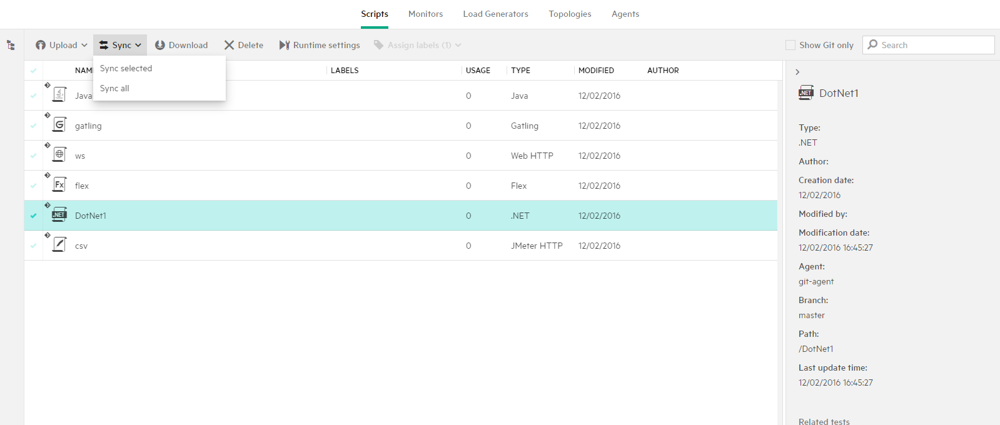 Scripts Monitors Load Generators Topologies Agents
Upload Sync Download Delete Runtime settings Assign labels (1) Show Git only Search
Sync selected
Sync all
NAM LABELS USAGE TYPE MODIFIED AUTHOR
Java 0 Java 12/02/2016
G gatling 0 Gatling 12/02/2016
ws 0 Web HTTP 12/02/2016
Fx flex 0 Flex 12/02/2016
.NET DotNet1 0 .NET 12/02/2016
csv 0 JMeter HTTP 12/02/2016
.NET DotNet1
Type:
.NET
Author:
Creation date:
12/02/2016
Modified by:
Modification date:
12/02/2016 16:45:27
Agent:
git-agent
Branch:
master
Path:
/DotNet1
Last update time:
12/02/2016 16:45:27
Related tests